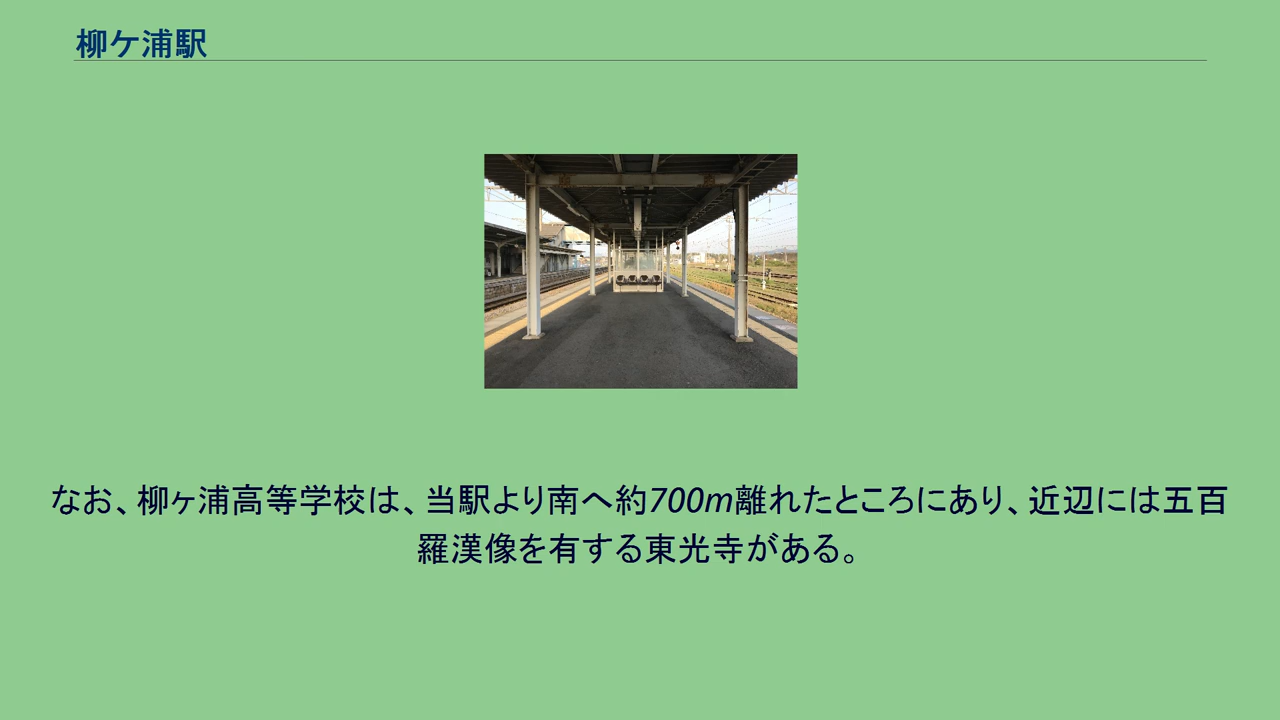 柳ケ浦駅
なお、柳ヶ浦高等学校は、当駅より南へ約700m離れたところにあり、近辺には五百
羅漢像を有する東光寺がある。